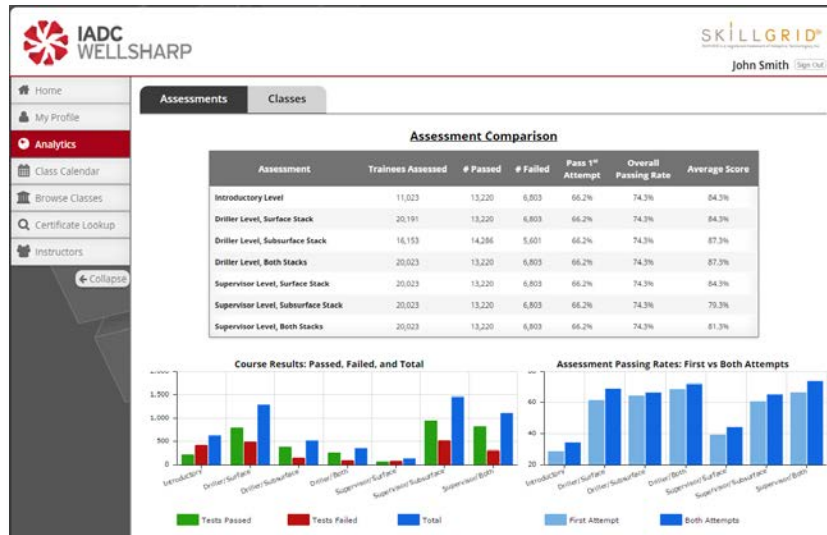 IADC
WELLSHARP
SKILLGRID®
John Smith Sign Out
Home
My Profile
Analytics
Class Calendar
Browse Classes
Certificate Lookup
Instructors
Collapse
Assessments Classes
Assessment Comparison
Assessment Trainees Assessed # Passed # Failed Pass 1st Attempt Overall Passing Rate Average Score
Introductory Level 11,023 13,220 6,803 66.2% 74.3% 84.3%
Driller Level, Surface Stack 20,191 13,220 6,803 66.2% 74.3% 84.3%
Driller Level, Subsurface Stack 16,153 14,286 5,601 66.2% 74.3% 87.3%
Driller Level, Both Stacks 20,023 13,220 6,803 66.2% 74.3% 87.3%
Supervisor Level, Surface Stack 20,023 13,220 6,803 66.2% 74.3% 84.3%
Supervisor Level, Subsurface Stack 20,023 13,220 6,803 66.2% 74.3% 79.3%
Supervisor Level, Both Stacks 20,023 13,220 6,803 66.2% 74.3% 81.3%
Course Results: Passed, Failed, and Total
2,000
1,500
1,000
500
0
Introductory
Driller/Surface
Driller/Subsurface
Driller/Both
Supervisor/Surface
Supervisor/Subsurface
Supervisor/Both
Tests Passed Tests Failed Total
Assessment Passing Rates: First vs Both Attempts
80
60
40
20
Introductory
Driller/Surface
Driller/Subsurface
Driller/Both
Supervisor/Surface
Supervisor/Subsurface
Supervisor/Both
First Attempt Both Attempts